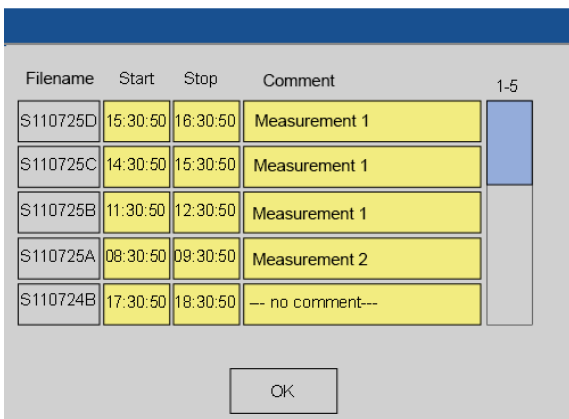 Filename Start Stop Comment 1-5
S110725D 15:30:50 16:30:50 Measurement 1
S110725C 14:30:50 15:30:50 Measurement 1
S110725B 11:30:50 12:30:50 Measurement 1
S110725A 08:30:50 09:30:50 Measurement 2
S110724B 17:30:50 18:30:50 --- no comment---
OK